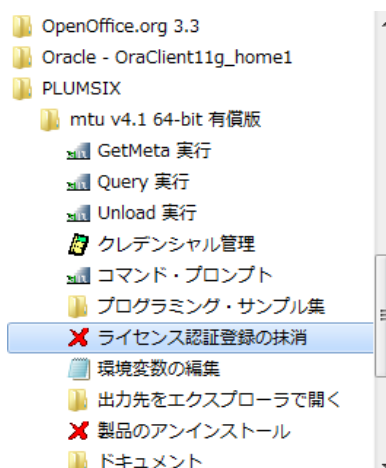 OpenOffice.org 3.3
Oracle - OraClient11g_home1
PLUMSIX
mtu v4.1 64-bit 有償版
GetMeta 実行
Query 実行
Unload 実行
クレデンシャル管理
コマンド・プロンプト
プログラミング・サンプル集
ライセンス認証登録の抹消
環境変数の編集
出力先をエクスプローラで開く
製品のアンインストール
ドキュメント